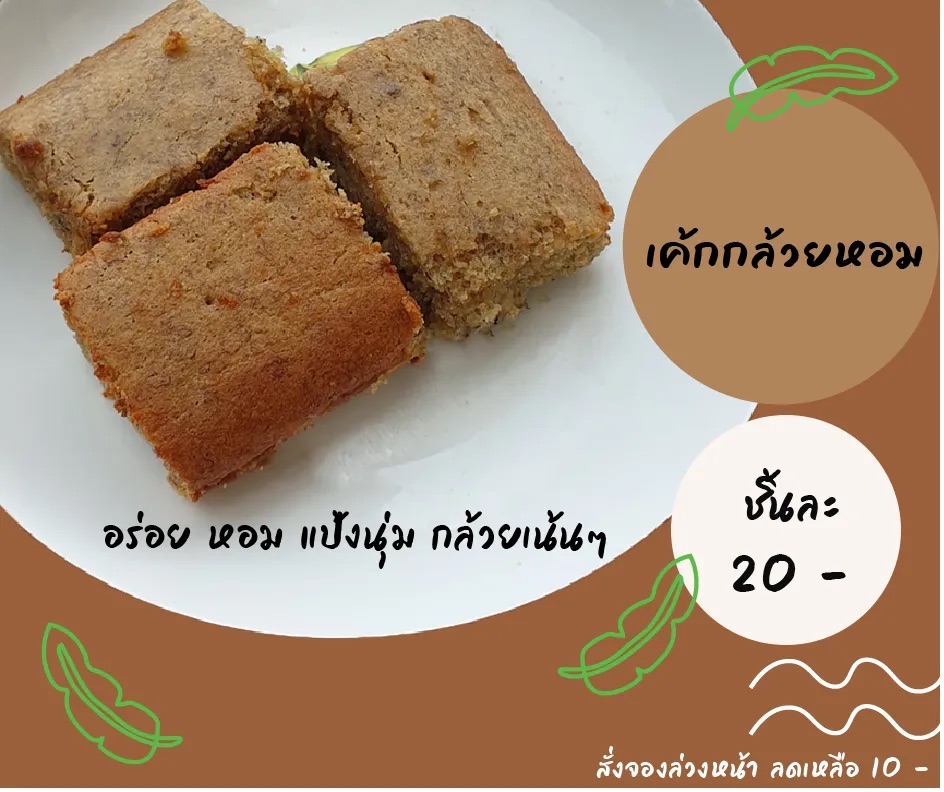 เค้กกล้วยหอม
อร่อย หอม แป้งนุ่ม กล้วยเน้นๆ
ชิ้นละ
20 -
สั่งจองล่วงหน้า ลดเหลือ 10 -